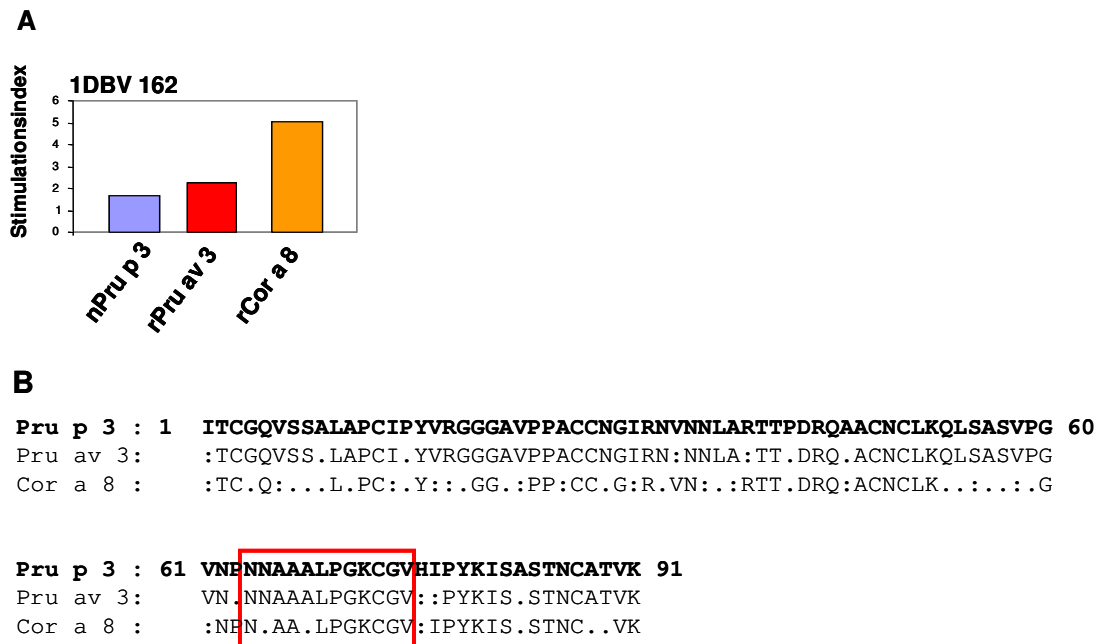 A
1DBV 162
Stimulationsindex
6
5
4
3
2
1
0
nPru p 3
rPru av 3
rCor a 8
B
Pru p 3 : 1 ITCGQVSSALAPCIPYVRGGGAVPPACCNGIRNVNNLARTTPDRQAACNCLKQLSASVPG 60
Pru av 3: :TCGQVSS.LAPCI.YVRGGGAVPPACCNGIRN:NNLA:TT.DRQ.ACNCLKQLSASVPG
Cor a 8 : :TC.Q:...L.PC:.Y::.GG.:PP:CC.G:R.VN:.:RTT.DRQ:ACNCLK..:..:.G
Pru p 3 : 61 VNPNNAAALPGKCGVHIPYKISASTNCATVK 91
Pru av 3: VN.NNAAALPGKCGV::PYKIS.STNCATVK
Cor a 8 : :NPN.AA.LPGKCGV:IPYKIS.STNC..VK